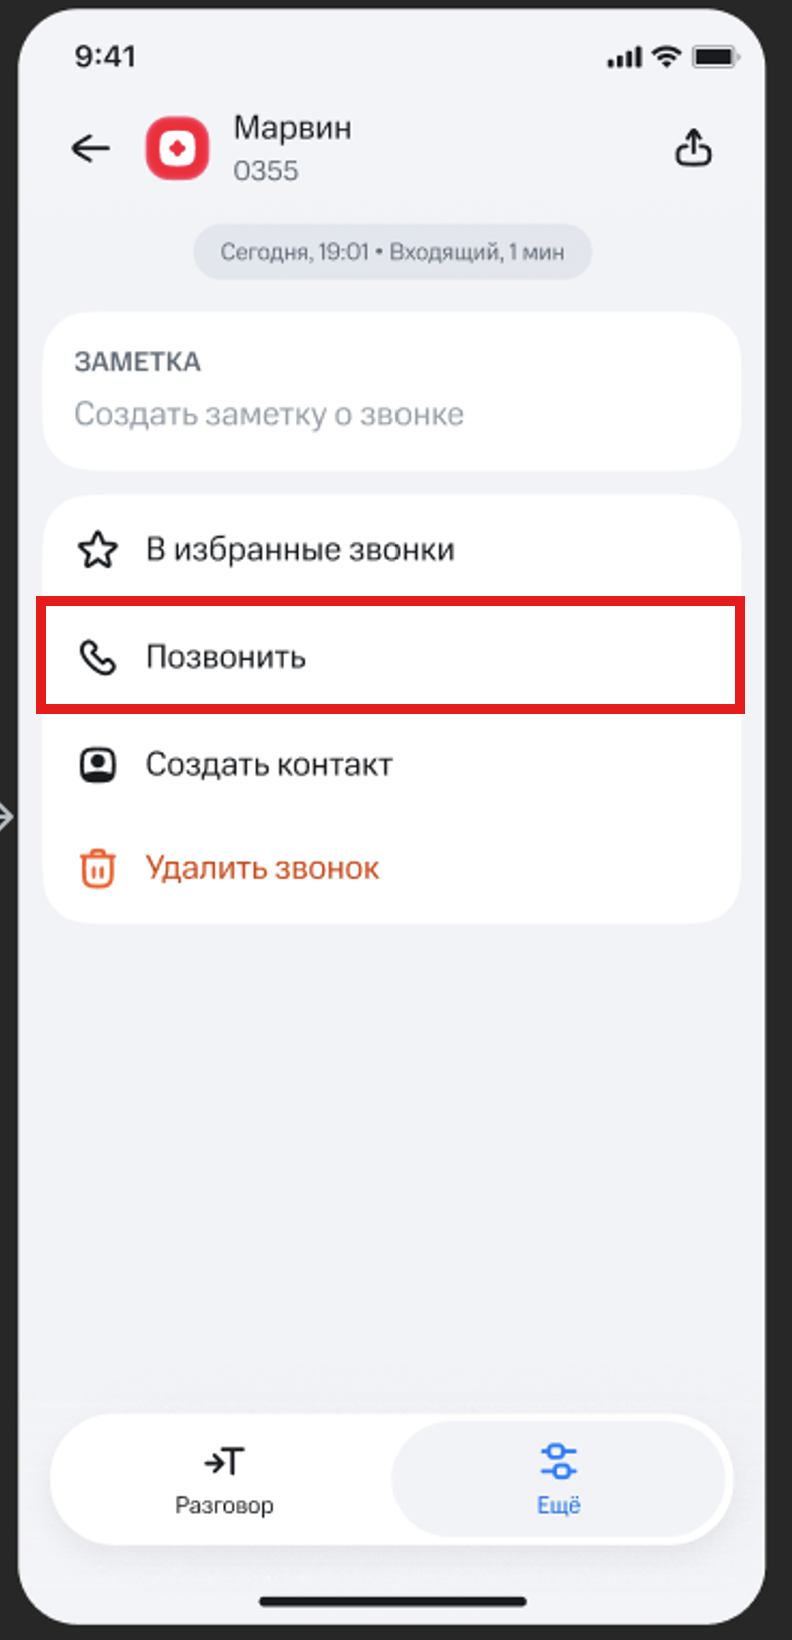 9:41
Марвин
0355
Сегодня, 19:01 • Входящий, 1 мин
ЗАМЕТКА
Создать заметку о звонке
В избранные звонки
Позвонить
Создать контакт
Удалить звонок
Разговор
Ещё